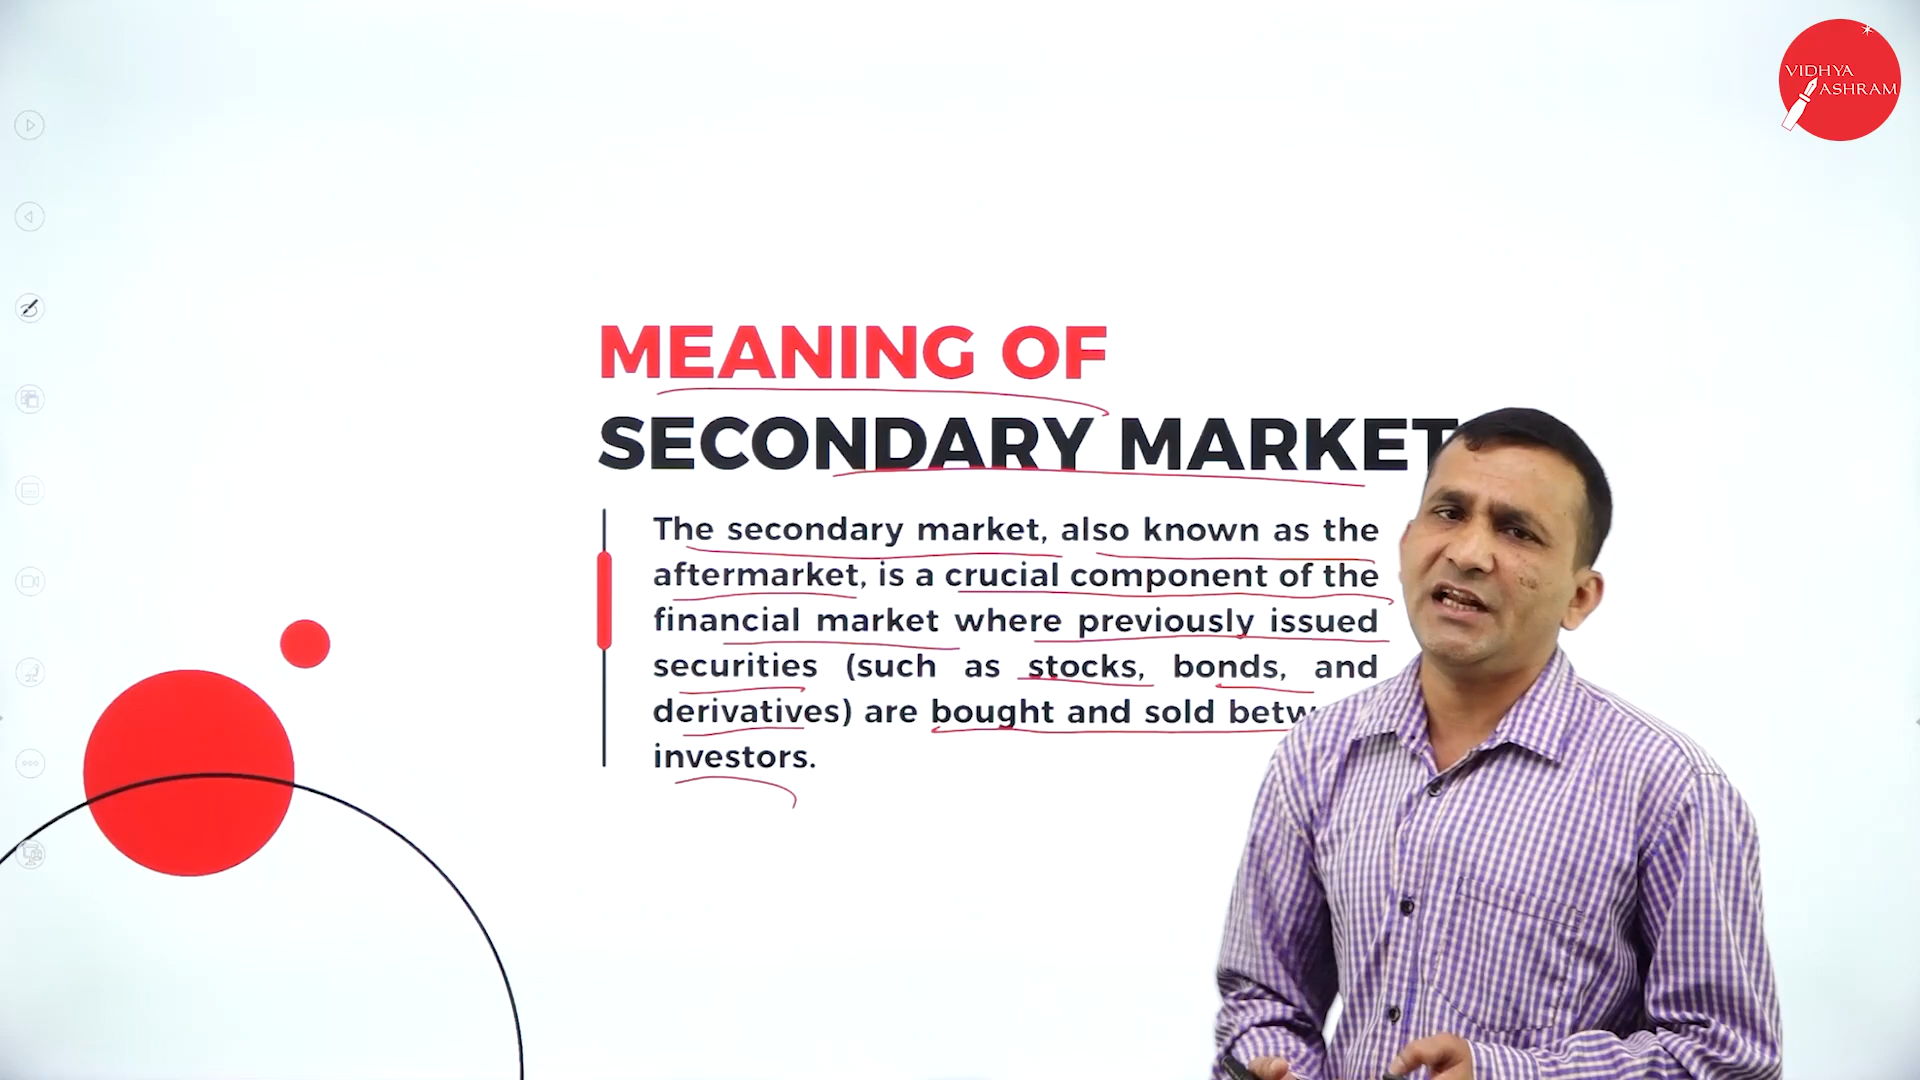 VIDHYA
ASHRAM
MEANING OF
SECONDARY MARKET
The secondary market, also known as the
aftermarket, is a crucial component of the
financial market where previously issued
securities (such as stocks, bonds, and
derivatives) are bought and sold
investors.